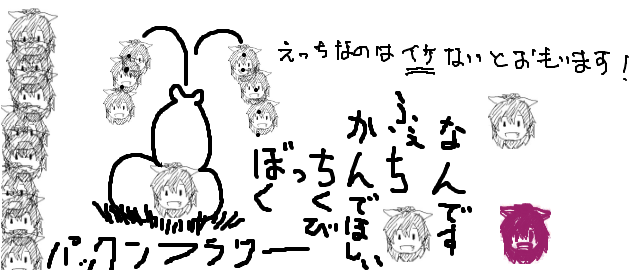 えっちなのはイケないとおもいます！
ぼくっ
ちくび
かんでほしい
ふぇち
なんです
パックンフラワー